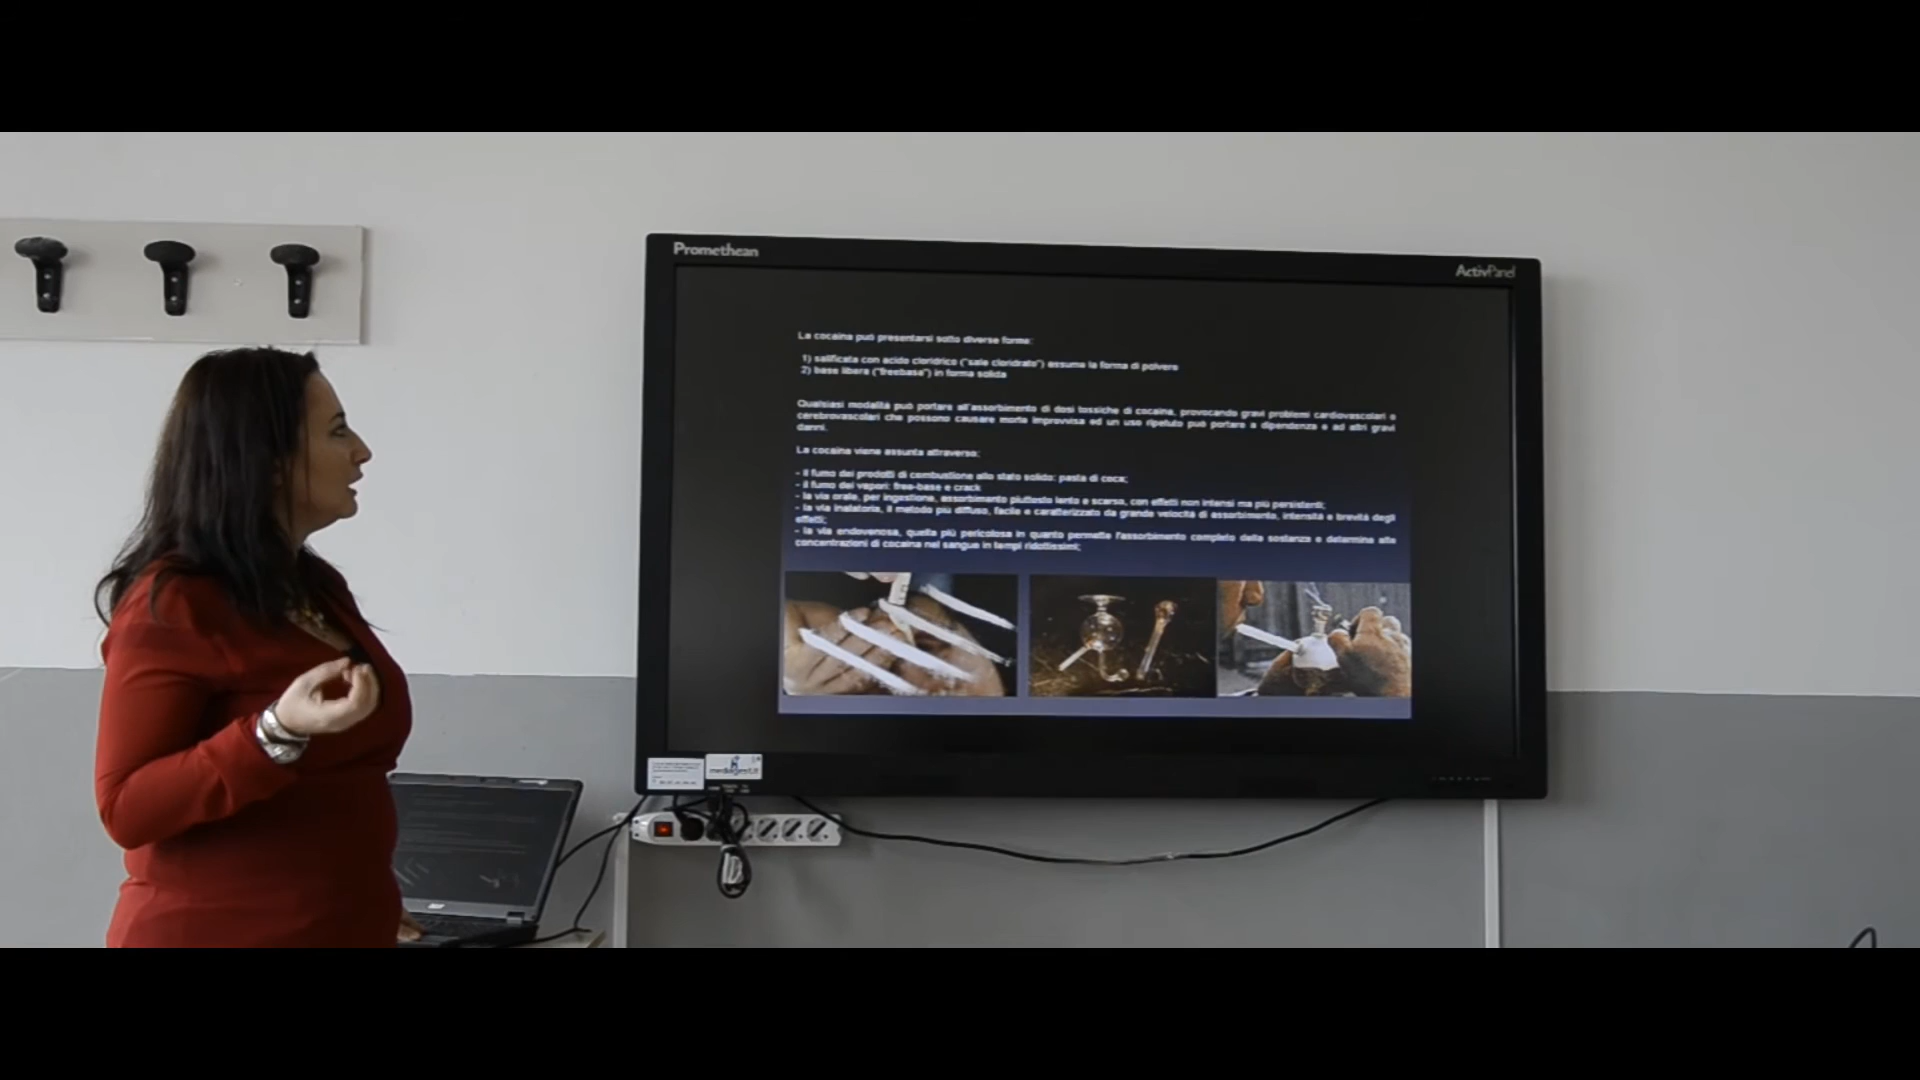 Promethean
ActivPanel
La cocaina può presentarsi sotto diverse forme:
1) salificata con acido cloridrico ("sale cloridrato") assume la forma di polvere
2) base libera ("freebase") in forma solida
Qualsiasi modalità può portare all'assorbimento di dosi tossiche di cocaina, provocando gravi problemi cardiovascolari o
cerebrovascolari che possono causare morte improvvisa ed un uso ripetuto può portare a dipendenza e ad altri gravi
danni.
La cocaina viene assunta attraverso:
- il fumo dei prodotti di combustione allo stato solido: pasta di coca;
- il fumo dei vapori: free-base e crack
- la via orale, per ingestione, assorbimento piuttosto lento e scarso, con effetti non intensi ma più persistenti;
- la via inalatoria, il metodo più diffuso, facile e caratterizzato da grande velocità di assorbimento, intensità e brevità degli
effetti;
- la via endovenosa, quella più pericolosa in quanto permette l'assorbimento completo della sostanza e determina alte
concentrazioni di cocaina nel sangue in tempi ridottissimi;
mediagest.it
acer